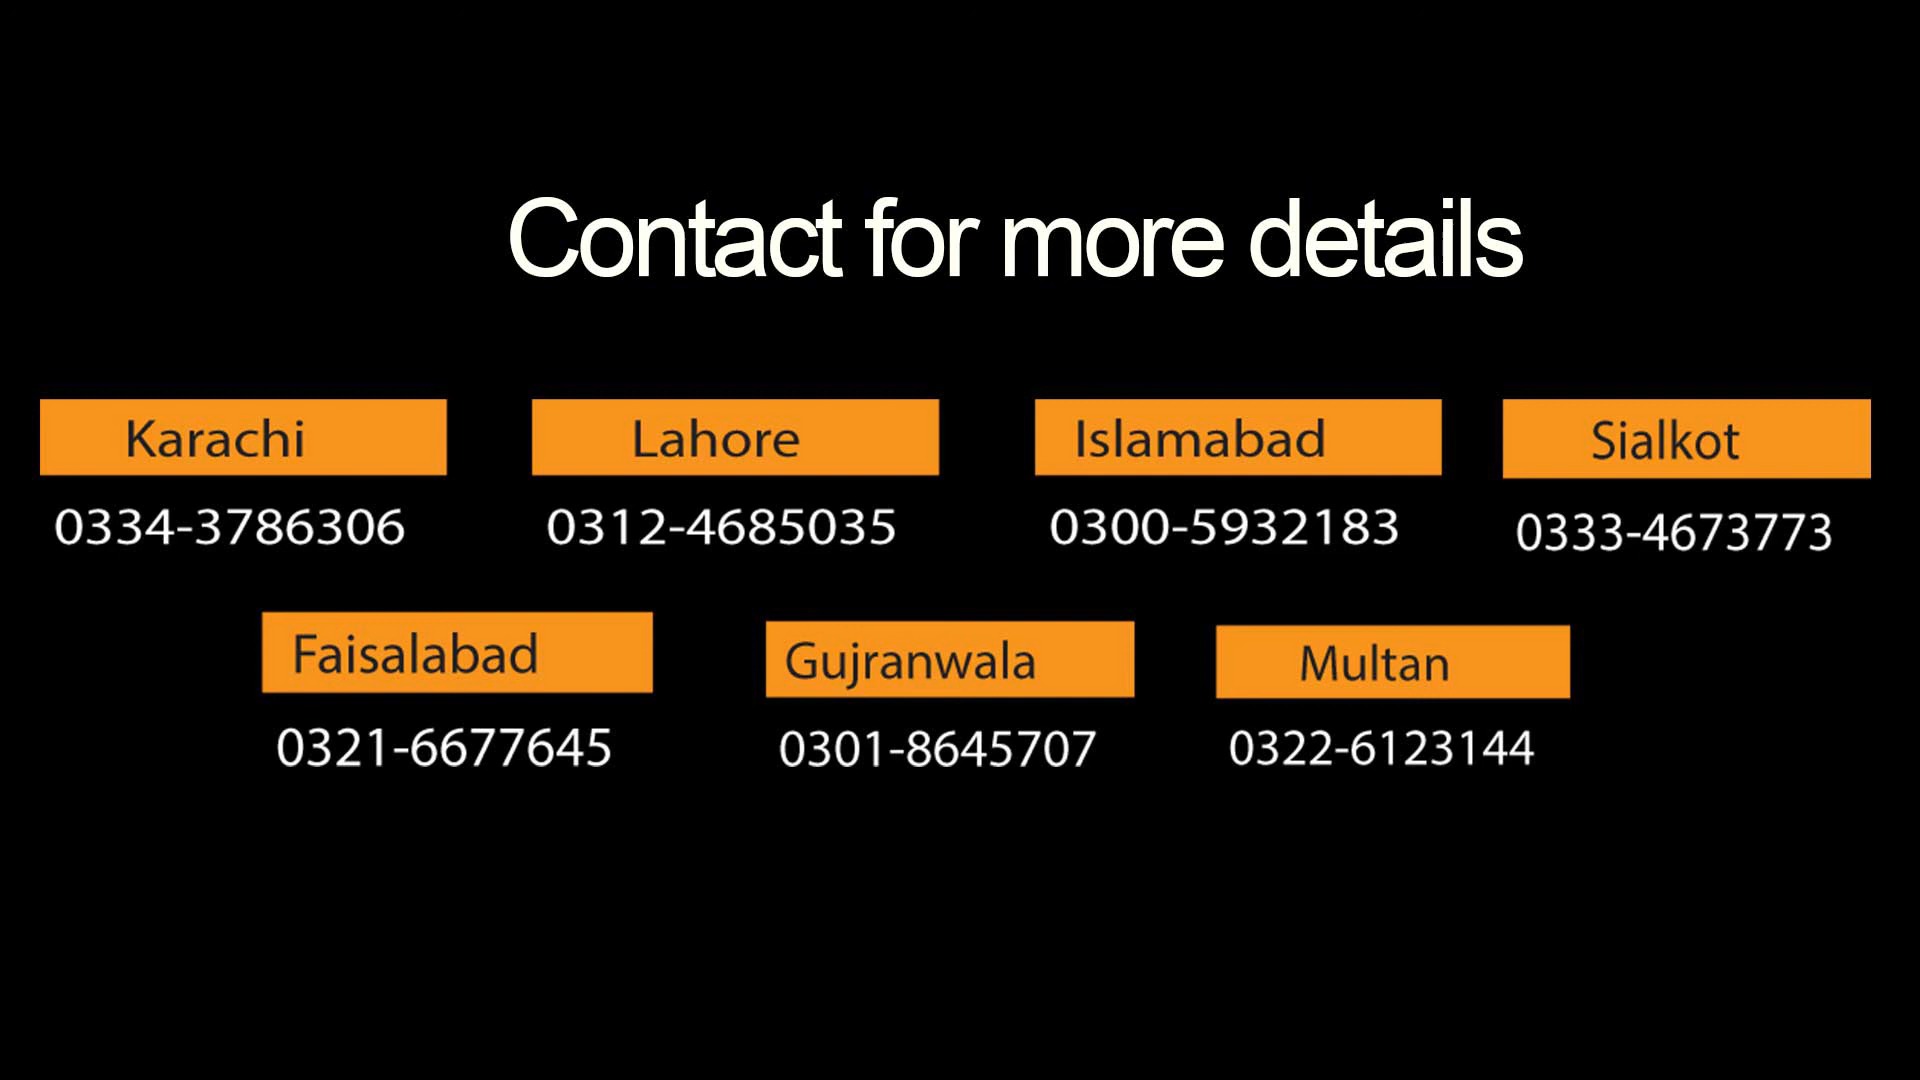 Contact for more details
Karachi Lahore Islamabad Sialkot
0334-3786306 0312-4685035 0300-5932183 0333-4673773
Faisalabad Gujranwala Multan
0321-6677645 0301-8645707 0322-6123144